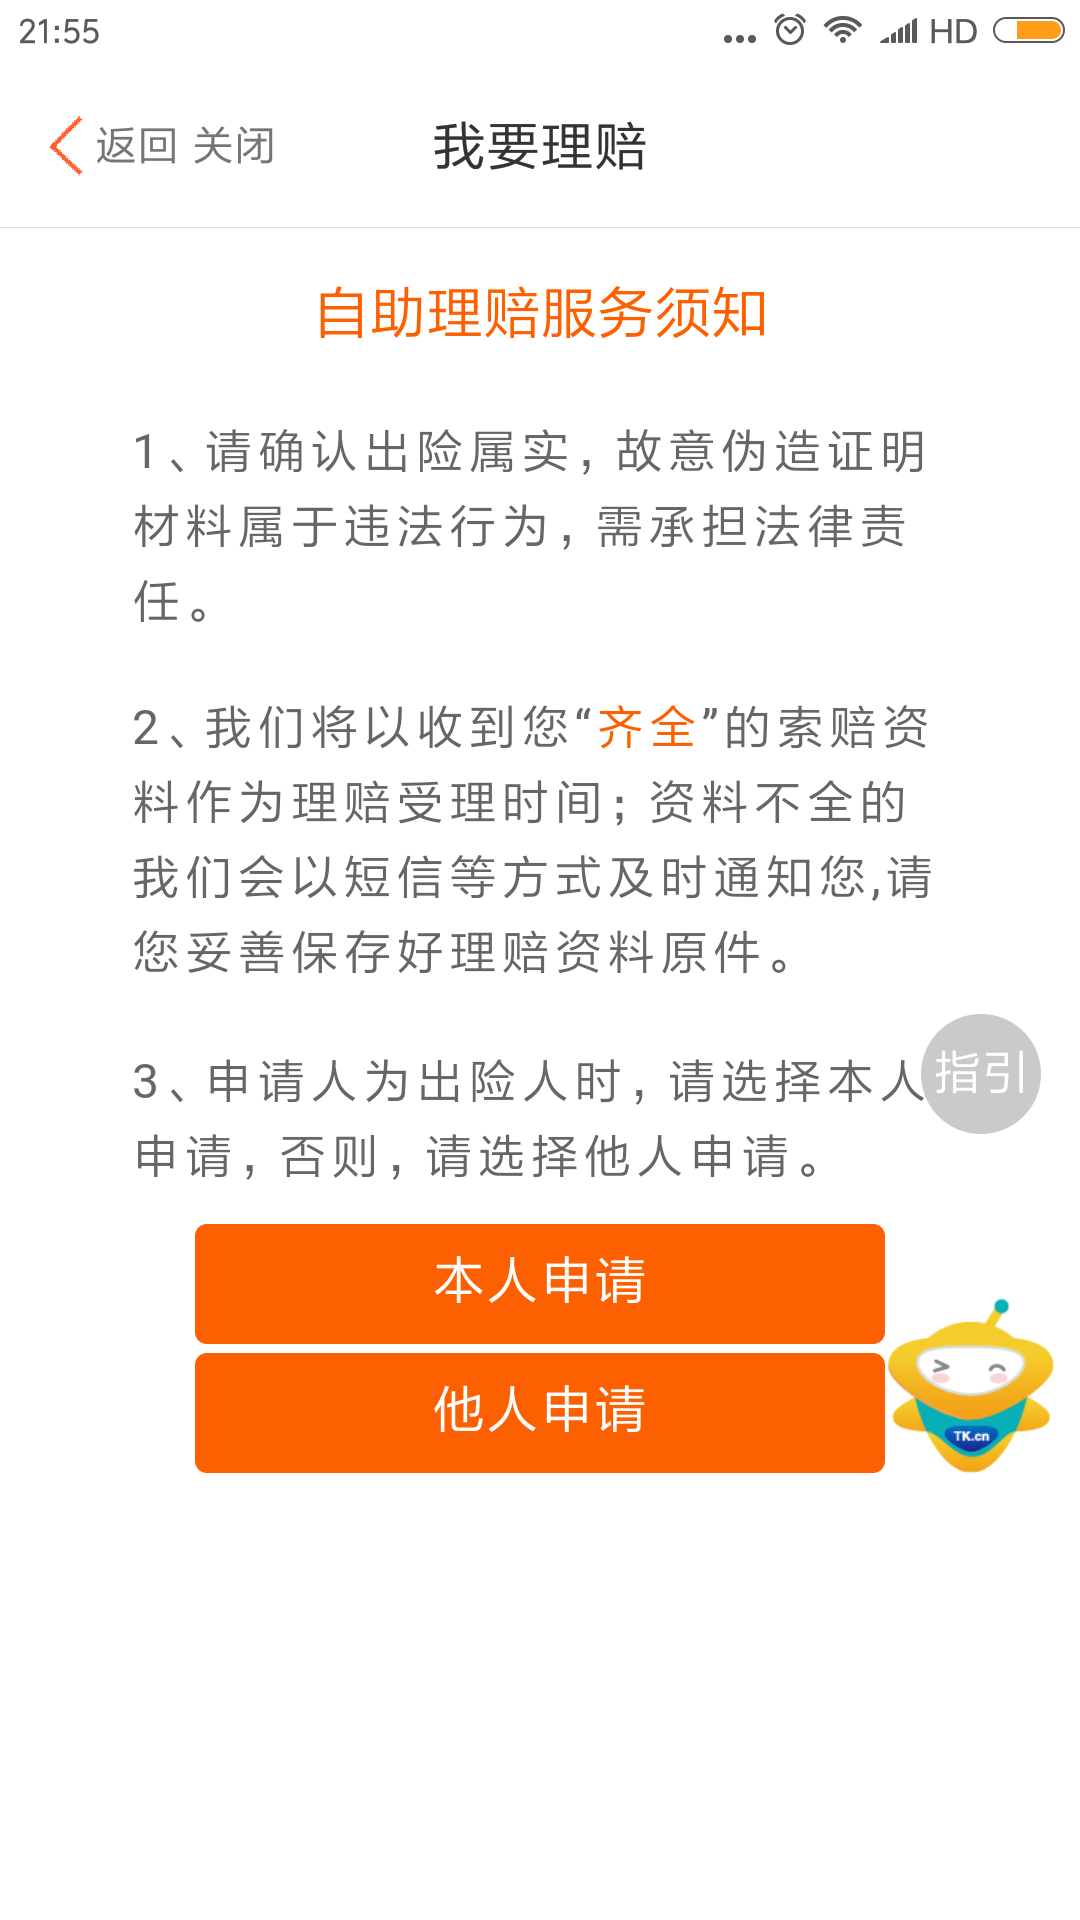 21:55 HD
返回 关闭 我要理赔
自助理赔服务须知
1、请确认出险属实，故意伪造证明
材料属于违法行为，需承担法律责
任。
2、我们将以收到您“齐全”的索赔资
料作为理赔受理时间；资料不全的
我们会以短信等方式及时通知您,请
您妥善保存好理赔资料原件。
3、申请人为出险人时，请选择本人
指引
申请，否则，请选择他人申请。
本人申请
他人申请
TK.cn